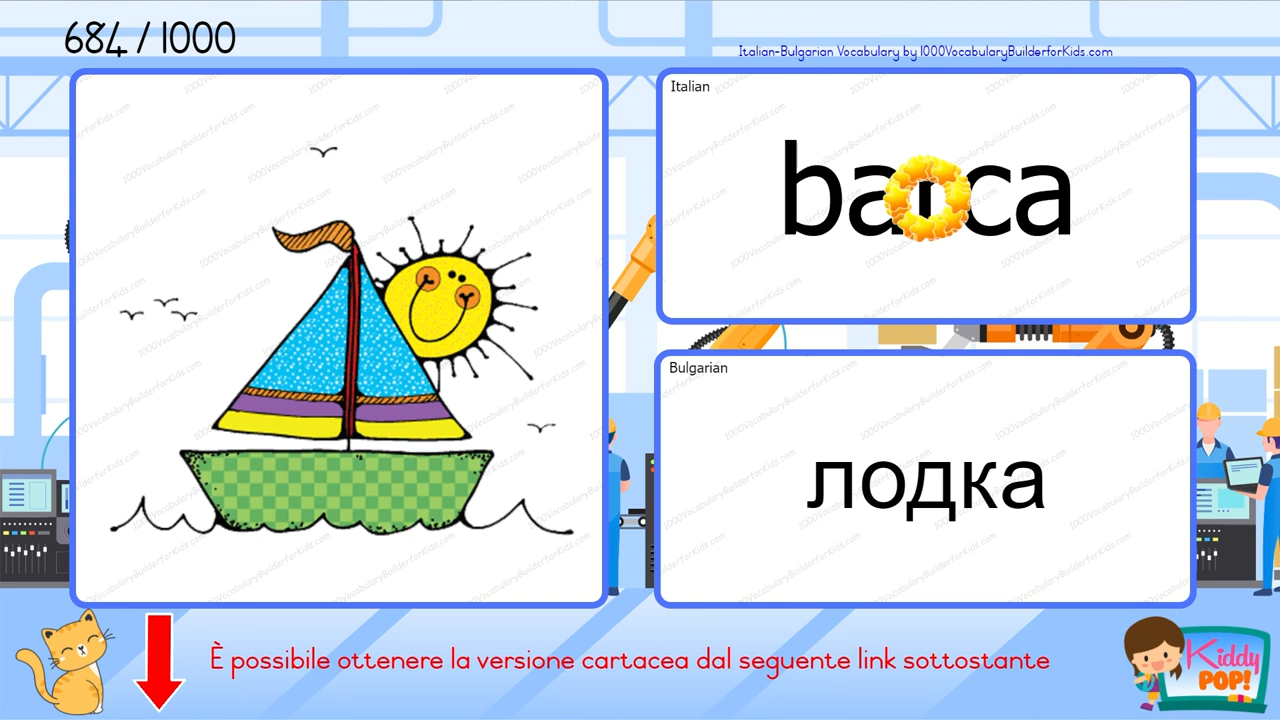 684 / 1000
Italian-Bulgarian Vocabulary by 1000VocabularyBuilderforKids.com
Italian
barca
Bulgarian
лодка
È possibile ottenere la versione cartacea dal seguente link sottostante
Kiddy
POP!